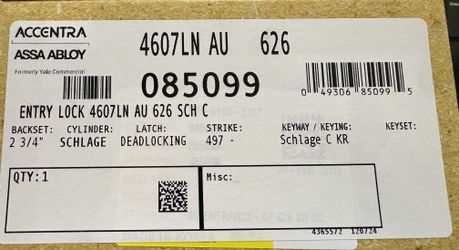 ACCENTRA
ASSA ABLOY
Formerly Yale Commercial
4607LN AU 626
085099
0 49306 85099 5
ENTRY LOCK 4607LN AU 626 SCH C
BACKSET: CYLINDER: LATCH: STRIKE: KEYWAY / KEYING: KEYSET:
2 3/4" SCHLAGE DEADLOCKING 497 - Schlage C KR
QTY:1 Misc:
4365572 120724